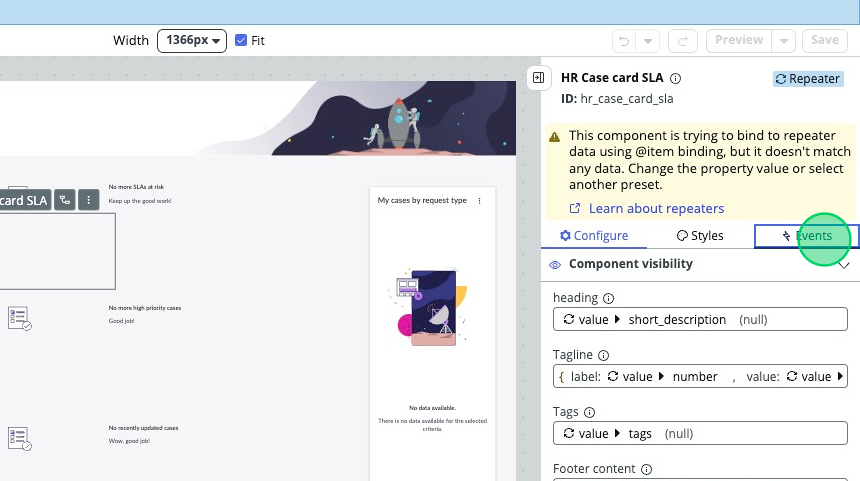 Width
1366px
Fit
Preview
Save
HR Case card SLA
Repeater
ID: hr_case_card_sla
This component is trying to bind to repeater
data using @item binding, but it doesn't match
any data. Change the property value or select
another preset.
Learn about repeaters
Configure
Styles
Events
Component visibility
heading
value short_description (null)
Tagline
{ label: value number , value: value
Tags
value tags (null)
Footer content
No more SLAs at risk
Keep up the good work!
card SLA
No more high priority cases
Good job!
No recently updated cases
Wow, good job!
My cases by request type
No data available.
There is no data available for the selected
criteria.